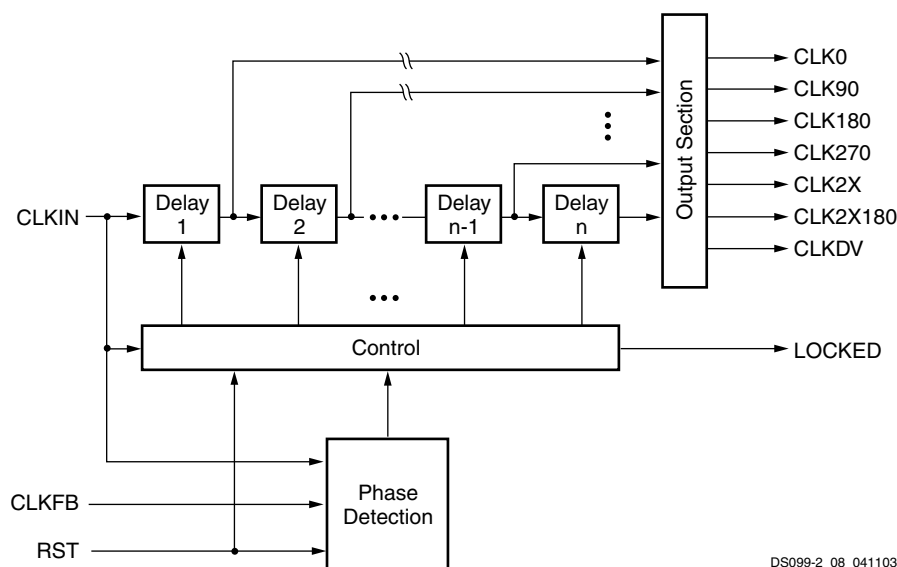 CLK0
CLK90
CLK180
CLK270
CLK2X
CLK2X180
CLKDV
Output Section
CLKIN
Delay
1
Delay
2
Delay
n-1
Delay
n
Control
LOCKED
CLKFB
Phase
Detection
RST
DS099-2_08_041103